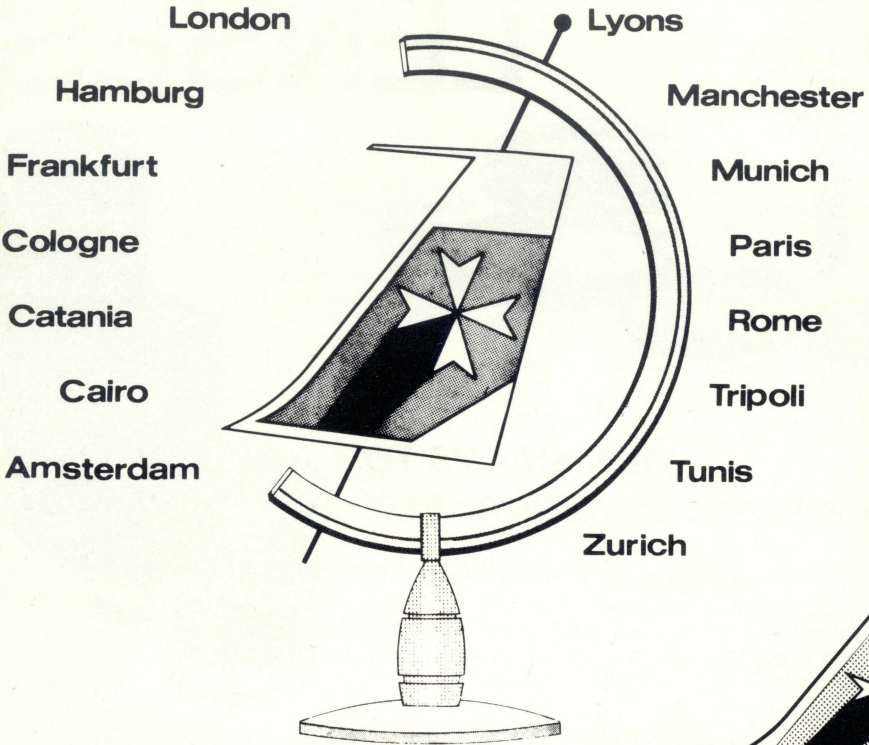 London
Lyons
Hamburg
Manchester
Frankfurt
Munich
Cologne
Paris
Catania
Rome
Cairo
Tripoli
Amsterdam
Tunis
Zurich